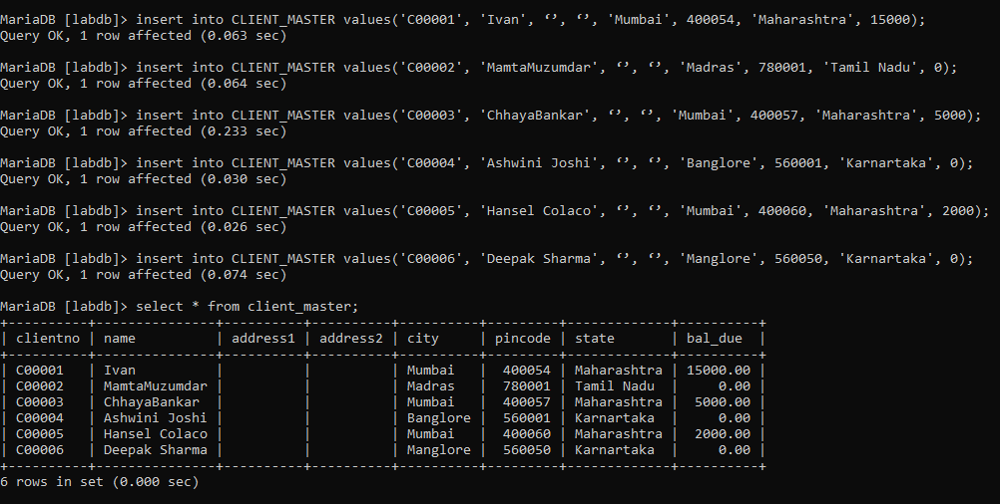 MariaDB [labdb]> insert into CLIENT_MASTER values('C00001', 'Ivan', ‘’, ‘’, 'Mumbai', 400054, 'Maharashtra', 15000);
Query OK, 1 row affected (0.063 sec)
MariaDB [labdb]> insert into CLIENT_MASTER values('C00002', 'MamtaMuzumdar', ‘’, ‘’, 'Madras', 780001, 'Tamil Nadu', 0);
Query OK, 1 row affected (0.064 sec)
MariaDB [labdb]> insert into CLIENT_MASTER values('C00003', 'ChhayaBankar', ‘’, ‘’, 'Mumbai', 400057, 'Maharashtra', 5000);
Query OK, 1 row affected (0.233 sec)
MariaDB [labdb]> insert into CLIENT_MASTER values('C00004', 'Ashwini Joshi', ‘’, ‘’, 'Banglore', 560001, 'Karnartaka', 0);
Query OK, 1 row affected (0.030 sec)
MariaDB [labdb]> insert into CLIENT_MASTER values('C00005', 'Hansel Colaco', ‘’, ‘’, 'Mumbai', 400060, 'Maharashtra', 2000);
Query OK, 1 row affected (0.026 sec)
MariaDB [labdb]> insert into CLIENT_MASTER values('C00006', 'Deepak Sharma', ‘’, ‘’, 'Manglore', 560050, 'Karnartaka', 0);
Query OK, 1 row affected (0.074 sec)
MariaDB [labdb]> select * from client_master;
+----------+---------------+----------+----------+----------+---------+-------------+----------+
| clientno | name          | address1 | address2 | city     | pincode | state       | bal_due  |
+----------+---------------+----------+----------+----------+---------+-------------+----------+
| C00001   | Ivan          |          |          | Mumbai   |  400054 | Maharashtra | 15000.00 |
| C00002   | MamtaMuzumdar |          |          | Madras   |  780001 | Tamil Nadu  |     0.00 |
| C00003   | ChhayaBankar  |          |          | Mumbai   |  400057 | Maharashtra |  5000.00 |
| C00004   | Ashwini Joshi |          |          | Banglore |  560001 | Karnartaka  |     0.00 |
| C00005   | Hansel Colaco |          |          | Mumbai   |  400060 | Maharashtra |  2000.00 |
| C00006   | Deepak Sharma |          |          | Manglore |  560050 | Karnartaka  |     0.00 |
+----------+---------------+----------+----------+----------+---------+-------------+----------+
6 rows in set (0.000 sec)